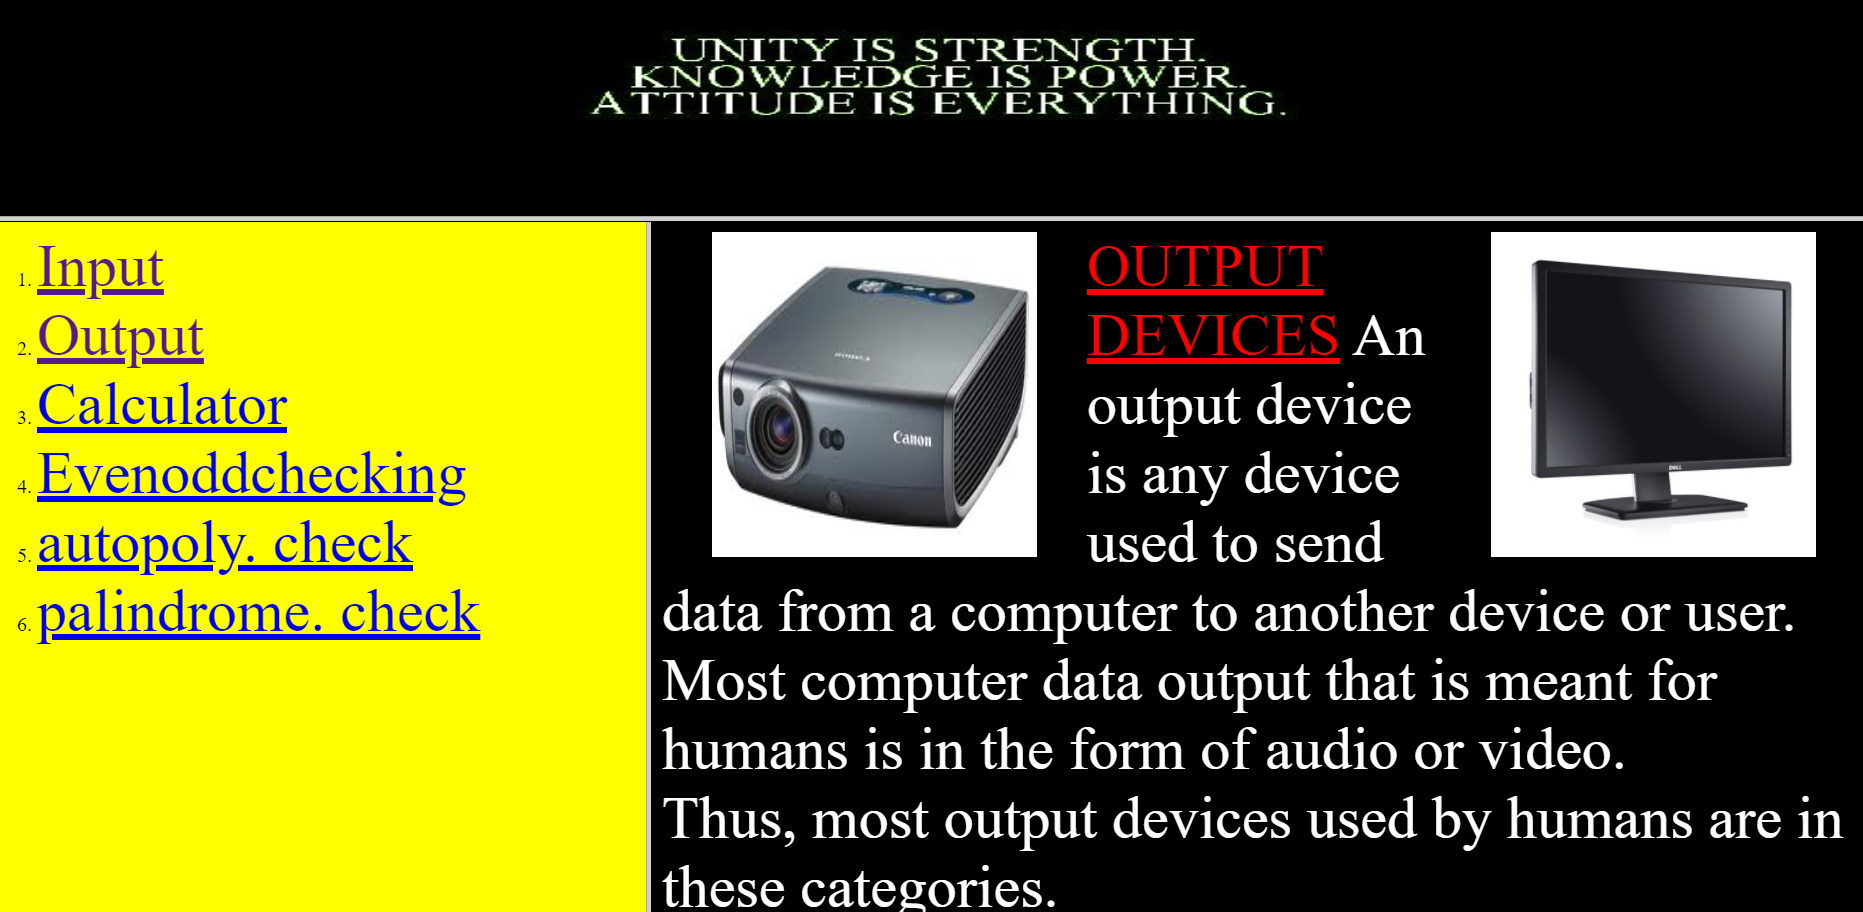 UNITY IS STRENGTH.
KNOWLEDGE IS POWER.
ATTITUDE IS EVERYTHING.
1. Input
2. Output
3. Calculator
4. Evenoddchecking
5. autopoly. check
6. palindrome. check
Canon
Canon
DELL
OUTPUT
DEVICES An
output device
is any device
used to send
data from a computer to another device or user.
Most computer data output that is meant for
humans is in the form of audio or video.
Thus, most output devices used by humans are in
these categories.